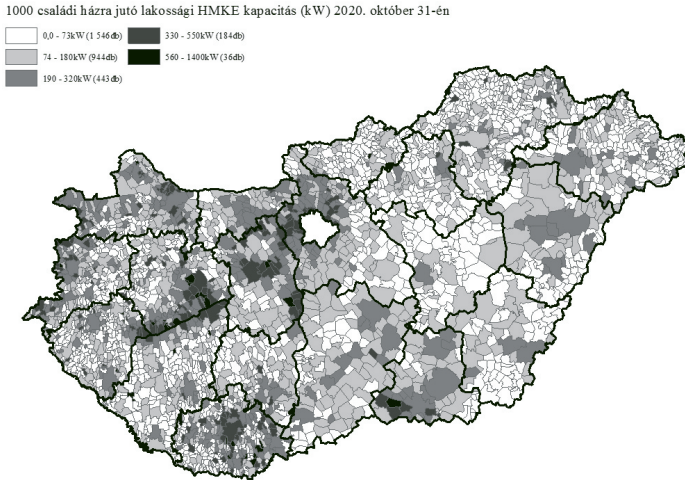 1000 családi házra jutó lakossági HMKE kapacitás (kW) 2020. október 31-én
0,0 - 73kW (1 546db)
330 - 550kW (184db)
74 - 180kW (944db)
560 - 1400kW (36db)
190 - 320kW (443db)